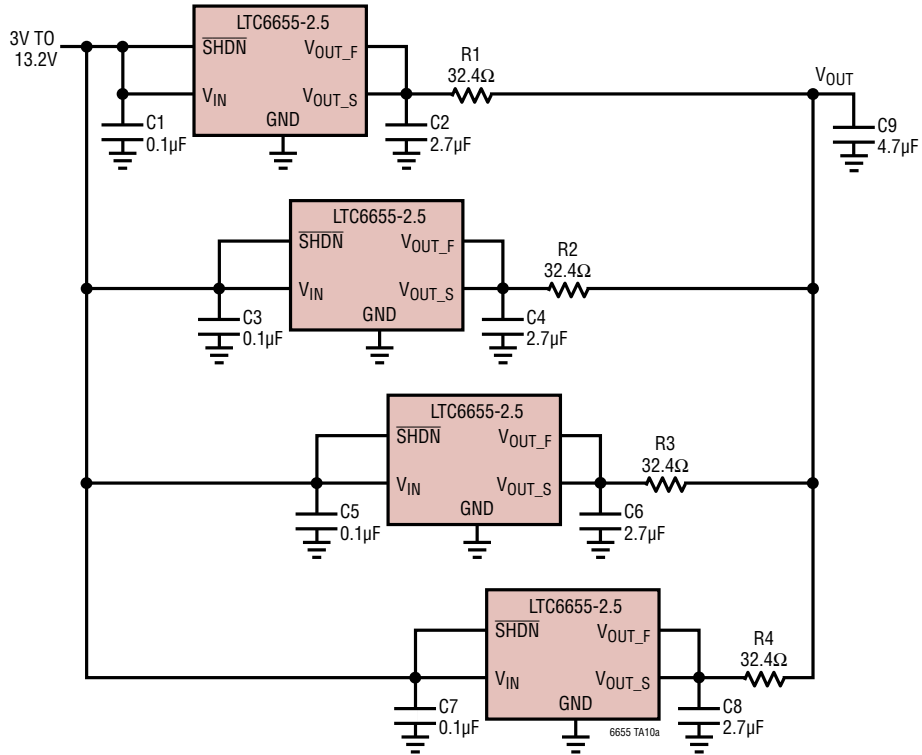 3V TO
13.2V
LTC6655-2.5
SHDN
VIN
GND
VOUT_F
VOUT_S
C1
0.1µF
C2
2.7µF
R1
32.4Ω
VOUT
C9
4.7µF
LTC6655-2.5
SHDN
VIN
GND
VOUT_F
VOUT_S
C3
0.1µF
C4
2.7µF
R2
32.4Ω
LTC6655-2.5
SHDN
VIN
GND
VOUT_F
VOUT_S
C5
0.1µF
C6
2.7µF
R3
32.4Ω
LTC6655-2.5
SHDN
VIN
GND
VOUT_F
VOUT_S
C7
0.1µF
C8
2.7µF
R4
32.4Ω
6655 TA10a